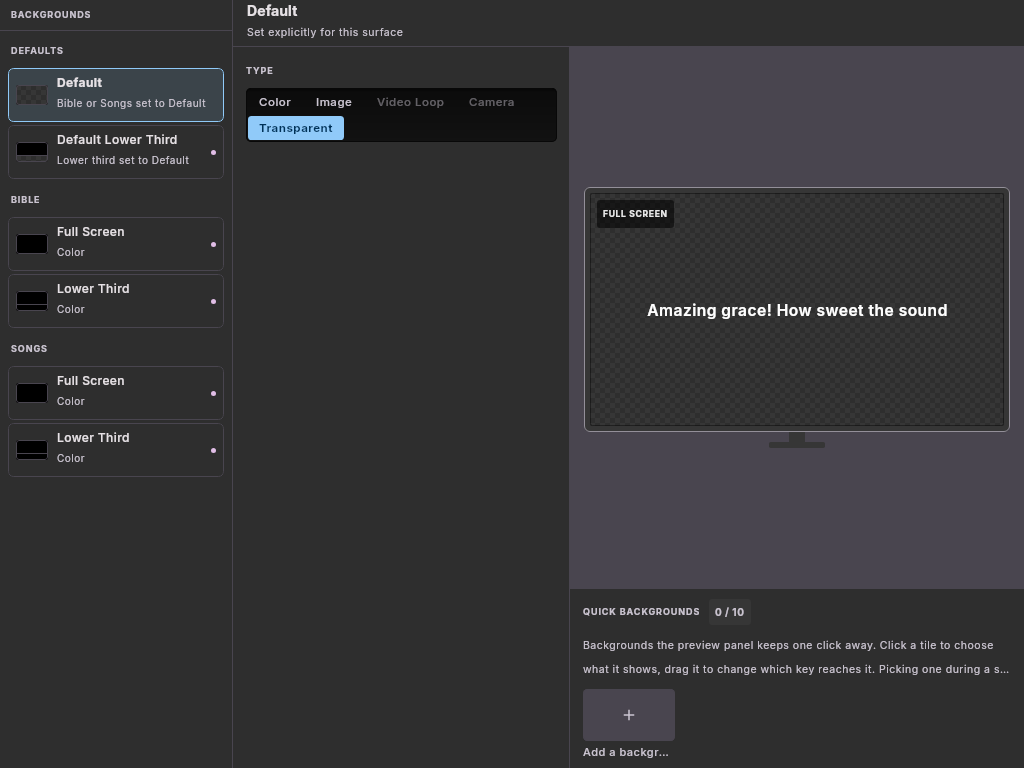 BACKGROUNDS
DEFAULTS
Default
Bible or Songs set to Default
Default Lower Third
Lower third set to Default
BIBLE
Full Screen
Color
Lower Third
Color
SONGS
Full Screen
Color
Lower Third
Color
Default
Set explicitly for this surface
TYPE
Color Image Video Loop Camera
Transparent
FULL SCREEN
Amazing grace! How sweet the sound
QUICK BACKGROUNDS 0 / 10
Backgrounds the preview panel keeps one click away. Click a tile to choose
what it shows, drag it to change which key reaches it. Picking one during a s...
+
Add a backgr...